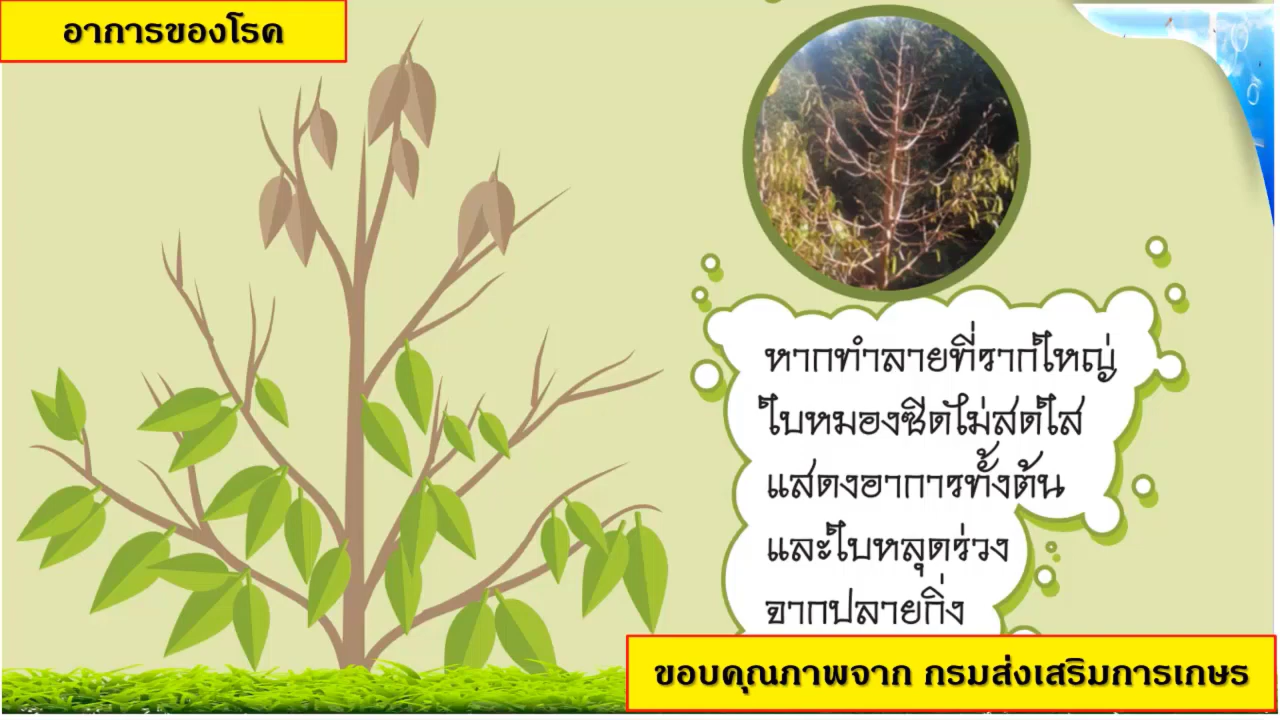 อาการของโรค
หากทำลายที่รากใหญ่
ใบหมองซีดไม่สดใส
แสดงอาการทั้งต้น
และใบหลุดร่วง
จากปลายกิ่ง
ขอบคุณภาพจาก กรมส่งเสริมการเกษร